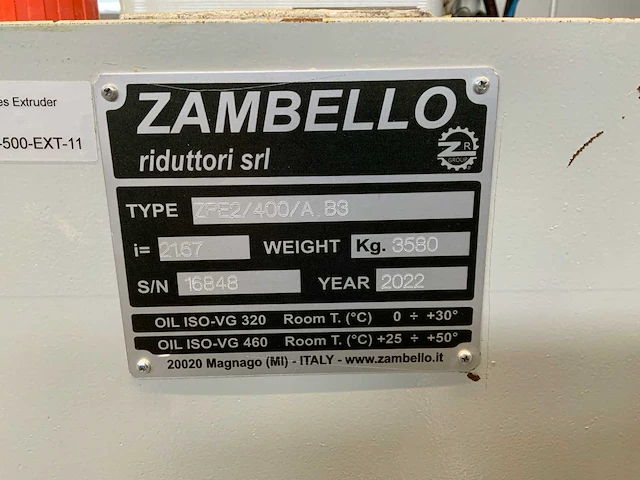 es Extruder
-500-EXT-11
ZAMBELLO
riduttori srl
Z R
GROUP
TYPE ZPE2/400/A.B3
i= 21.67 WEIGHT Kg. 3580
S/N 16848 YEAR 2022
OIL ISO-VG 320 Room T. (°C) 0 ÷ +30°
OIL ISO-VG 460 Room T. (°C) +25 ÷ +50°
20020 Magnago (MI) - ITALY - www.zambello.it